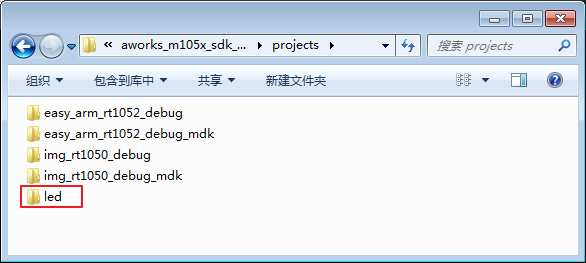 « aworks_m105x_sdk_... ▸ projects ▸ 搜索 projects
组织 包含到库中 共享 新建文件夹
easy_arm_rt1052_debug
easy_arm_rt1052_debug_mdk
img_rt1050_debug
img_rt1050_debug_mdk
led